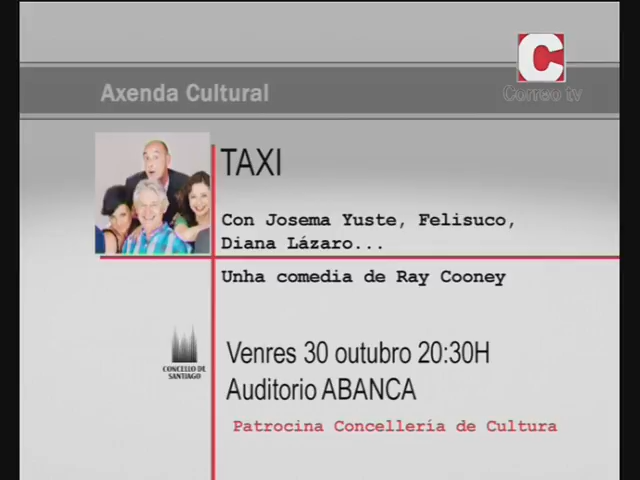 C
Correo tv
Axenda Cultural
TAXI
Con Josema Yuste, Felisuco,
Diana Lázaro...
Unha comedia de Ray Cooney
CONCELLO DE
SANTIAGO
Venres 30 outubro 20:30H
Auditorio ABANCA
Patrocina Concellería de Cultura